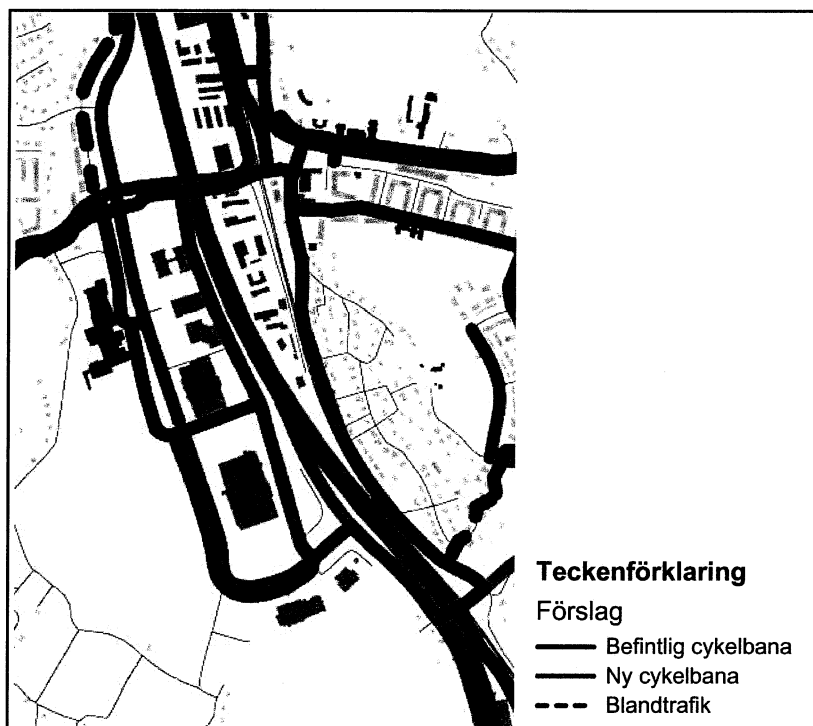 Teckenförklaring
Förslag
Befintlig cykelbana
Ny cykelbana
Blandtrafik